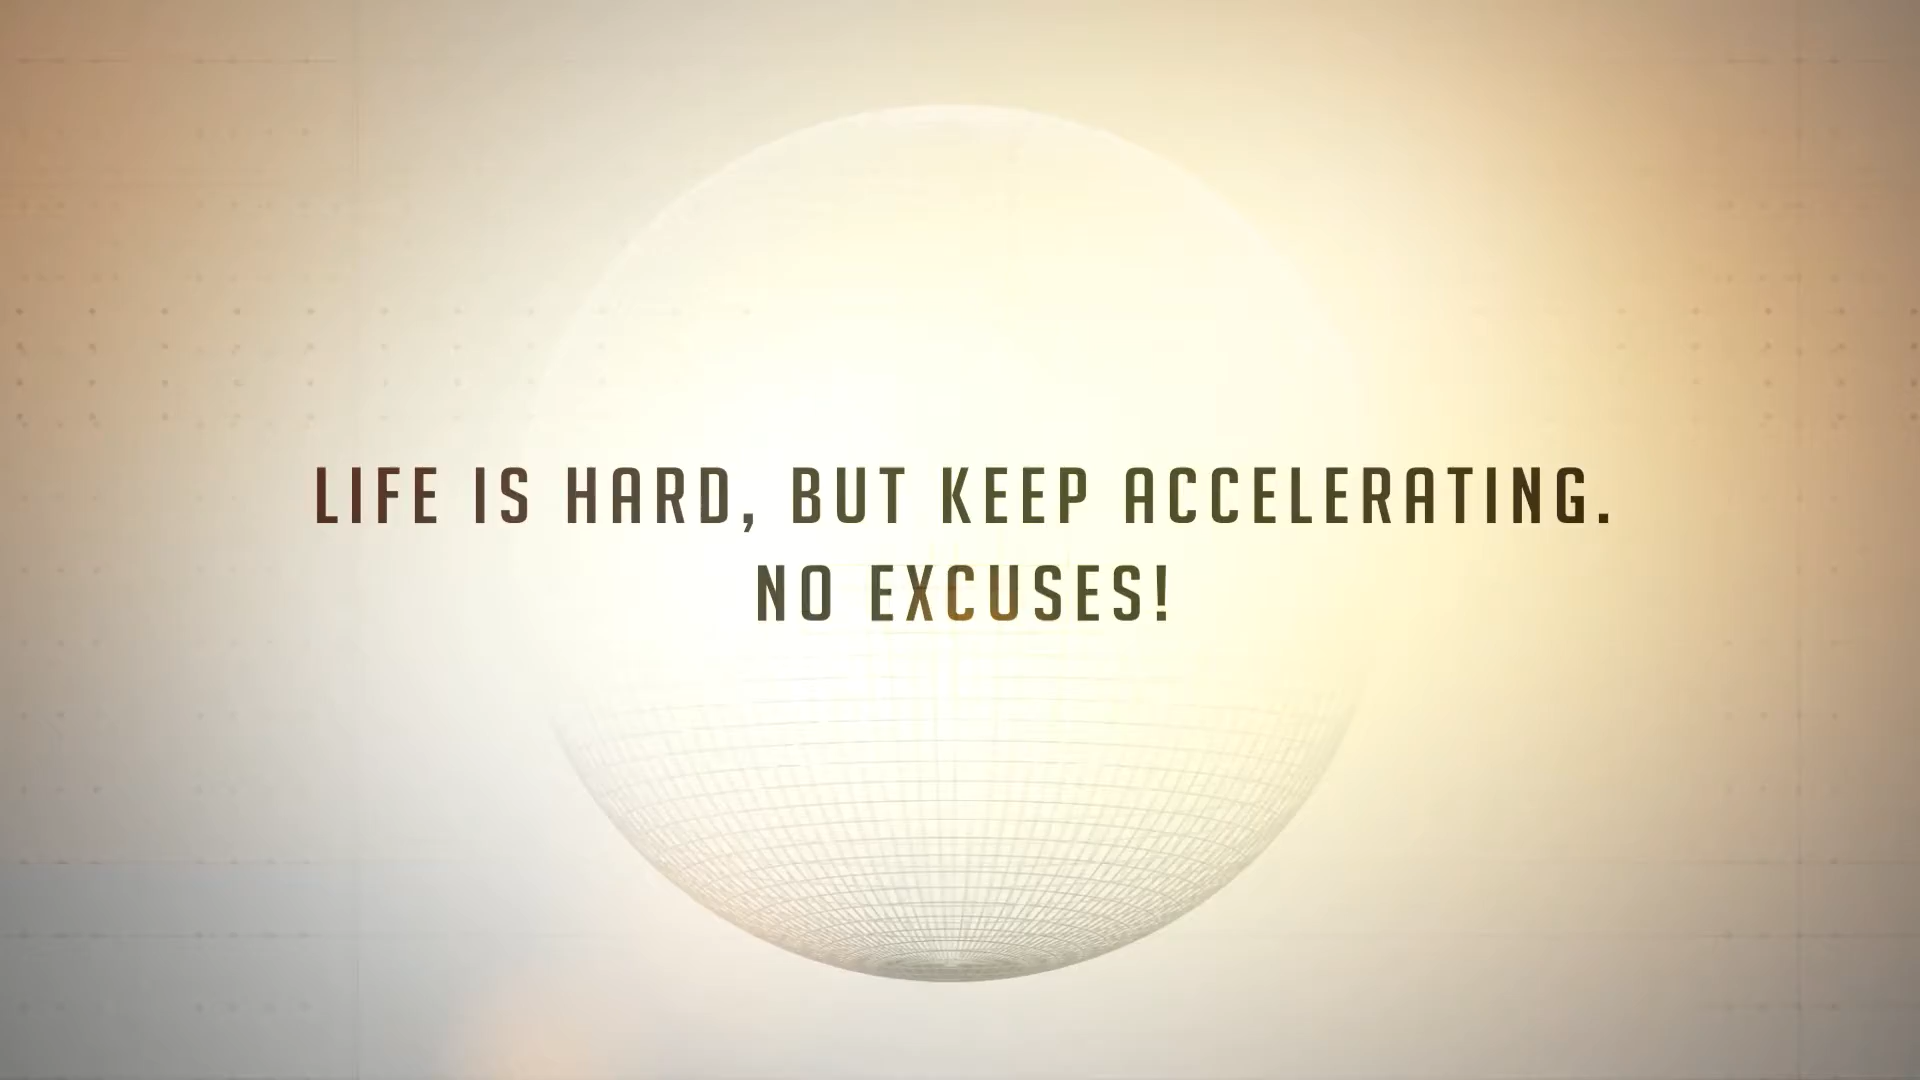 LIFE IS HARD, BUT KEEP ACCELERATING.
NO EXCUSES!